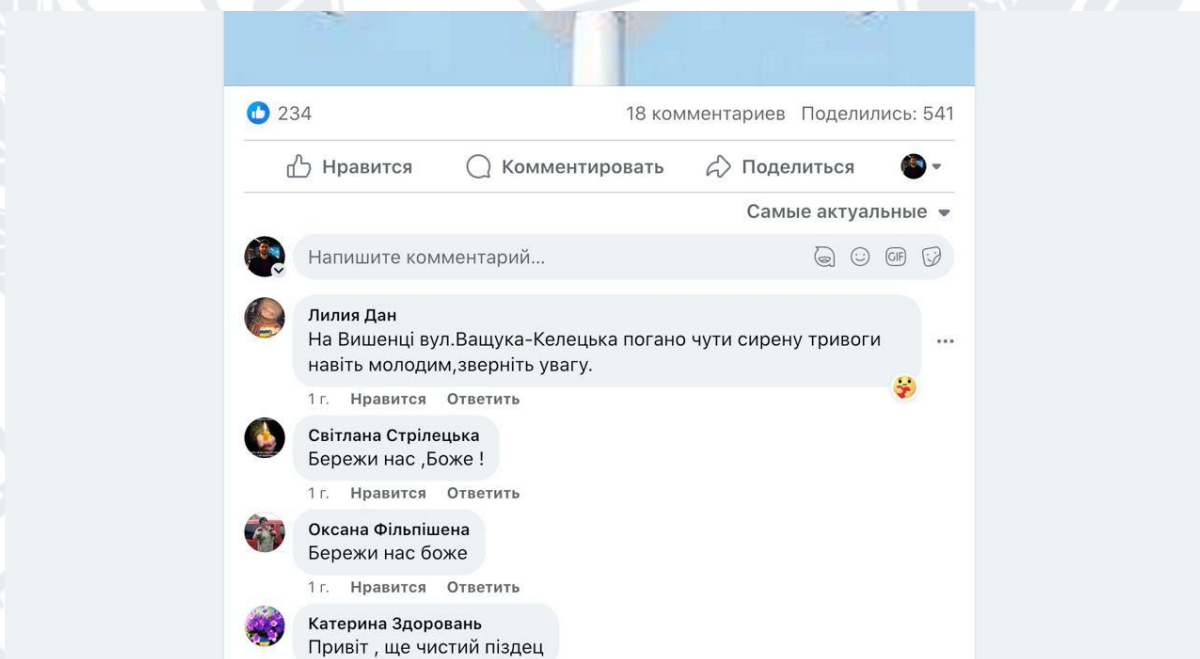 234
18 комментариев Поделились: 541
Нравится Комментировать Поделиться
Самые актуальные
Напишите комментарий...
GIF
Лилия Дан
На Вишенці вул.Ващука-Келецька погано чути сирену тривоги
навіть молодим,зверніть увагу.
1 г. Нравится Ответить
Світлана Стрілецька
Бережи нас ,Боже !
1 г. Нравится Ответить
Оксана Фільпішена
Бережи нас боже
1 г. Нравится Ответить
Катерина Здоровань
Привіт , ще чистий піздец